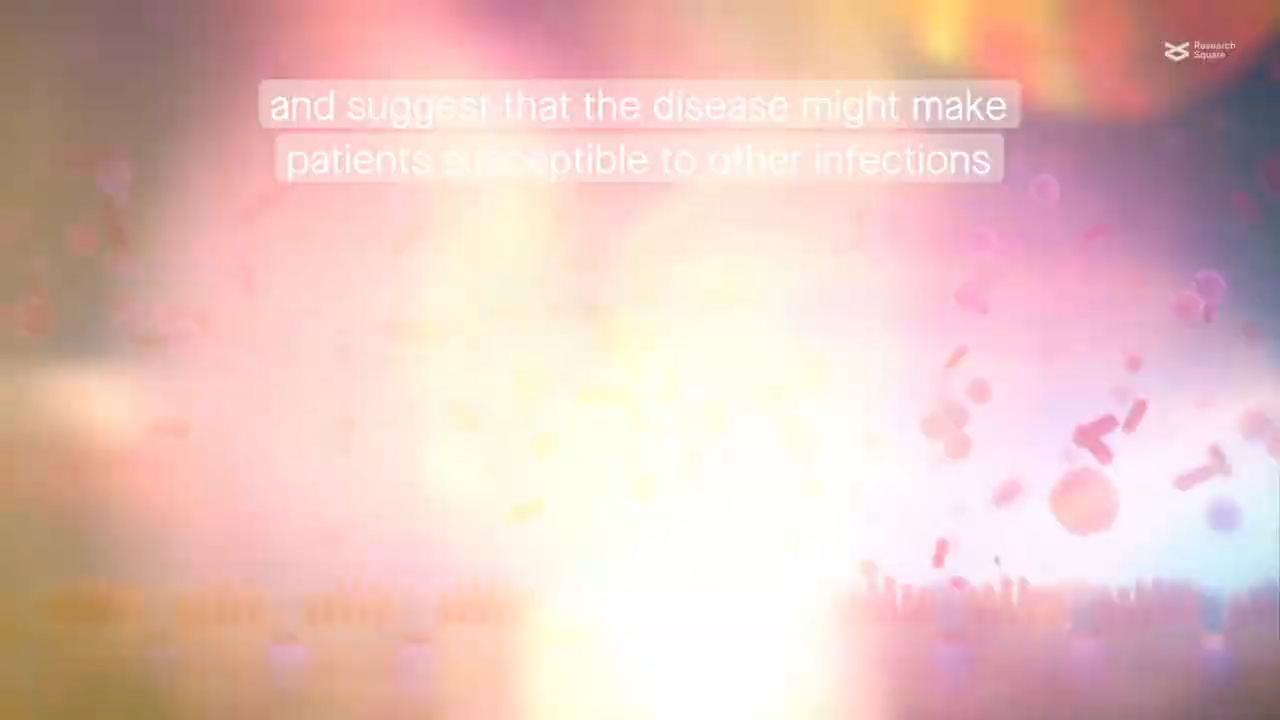 Research
Square
and suggest that the disease might make
patients susceptible to other infections